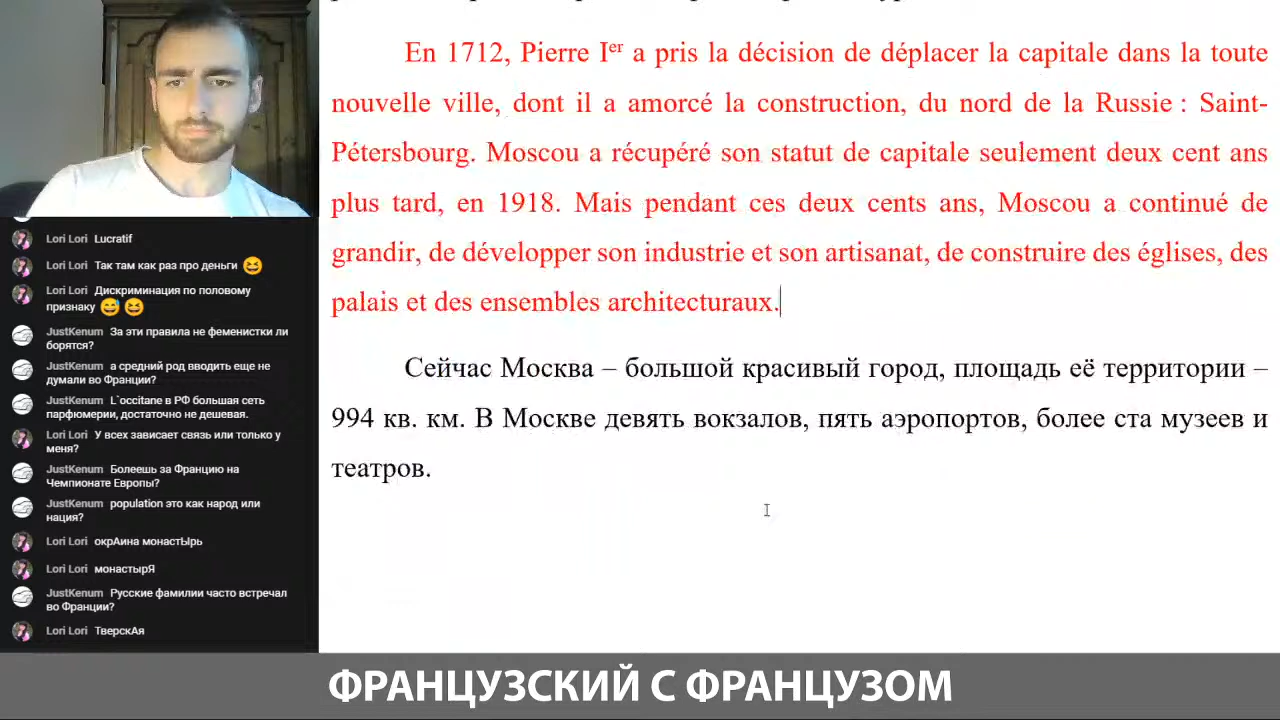 En 1712, Pierre Iᵉʳ a pris la décision de déplacer la capitale dans la toute
nouvelle ville, dont il a amorcé la construction, du nord de la Russie : Saint-
Pétersbourg. Moscou a récupéré son statut de capitale seulement deux cent ans
plus tard, en 1918. Mais pendant ces deux cents ans, Moscou a continué de
grandir, de développer son industrie et son artisanat, de construire des églises, des
palais et des ensembles architecturaux.
Сейчас Москва – большой красивый город, площадь её территории –
994 кв. км. В Москве девять вокзалов, пять аэропортов, более ста музеев и
театров.
Lori Lori Lucratif
Lori Lori Так там как раз про деньги 😆
Lori Lori Дискриминация по половому
признаку 😅 😆
JustKenum За эти правила не феменистки ли
борятся?
JustKenum а средний род вводить еще не
думали во Франции?
JustKenum L`occitane в РФ большая сеть
парфюмерии, достаточно не дешевая.
Lori Lori У всех зависает связь или только у
меня?
JustKenum Болеешь за Францию на
Чемпионате Европы?
JustKenum population это как народ или
нация?
Lori Lori окрАина монастЫрь
Lori Lori монастырЯ
JustKenum Русские фамилии часто встречал
во Франции?
Lori Lori ТверскАя
ФРАНЦУЗСКИЙ С ФРАНЦУЗОМ